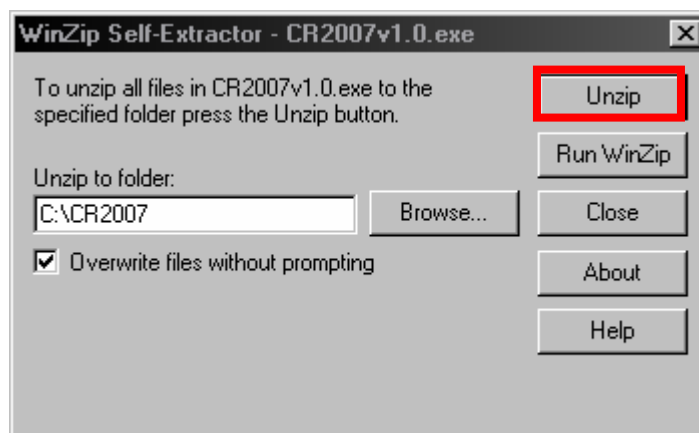 WinZip Self-Extractor - CR2007v1.0.exe
To unzip all files in CR2007v1.0.exe to the
specified folder press the Unzip button.
Unzip to folder:
C:\CR2007
Browse...
Overwrite files without prompting
Unzip
Run WinZip
Close
About
Help